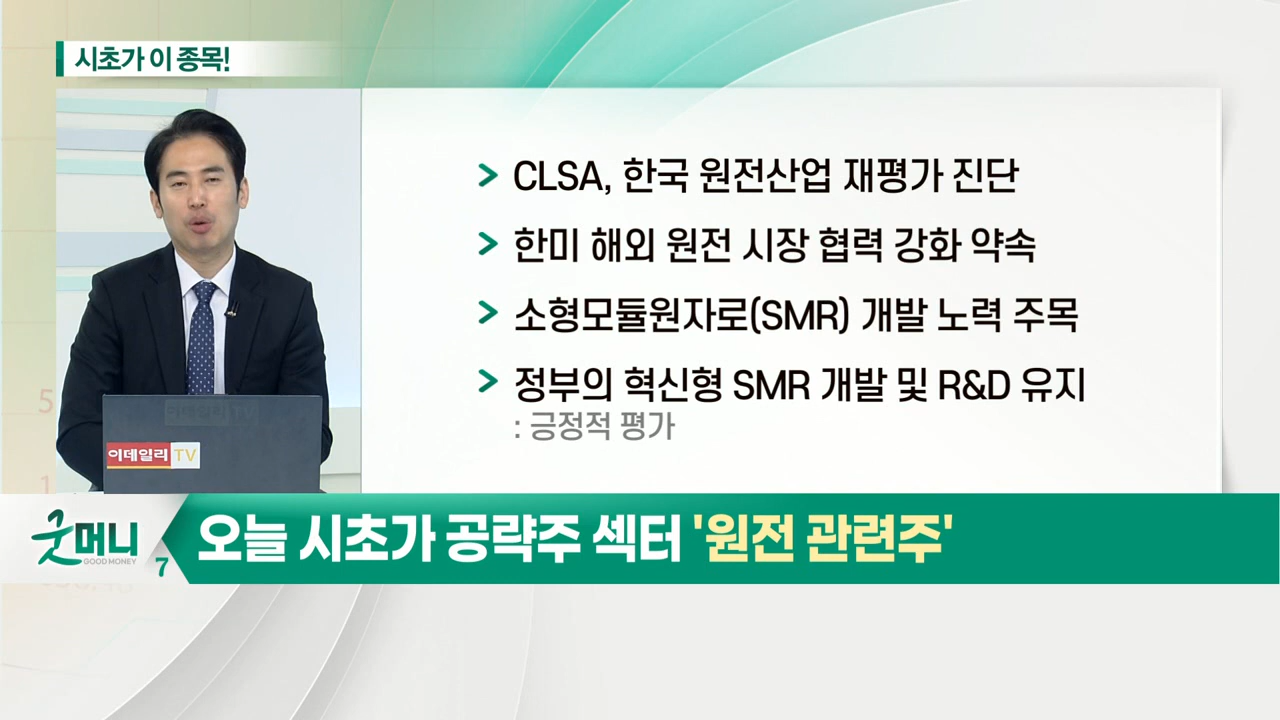 시초가 이 종목!
> CLSA, 한국 원전산업 재평가 진단
> 한미 해외 원전 시장 협력 강화 약속
> 소형모듈원자로(SMR) 개발 노력 주목
> 정부의 혁신형 SMR 개발 및 R&D 유지
: 긍정적 평가
이데일리 TV
굿머니
GOOD MONEY
7
오늘 시초가 공략주 섹터 '원전 관련주'
5
1